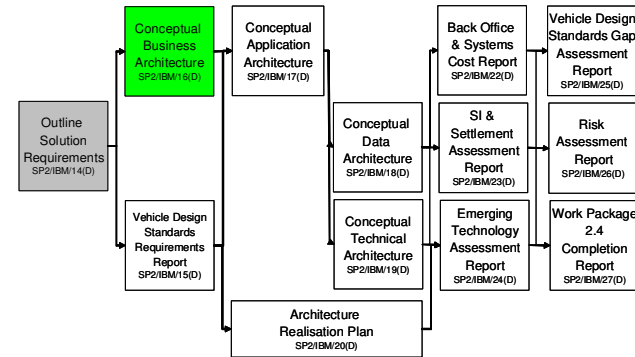 Outline
Solution
Requirements
SP2/IBM/14(D)
Conceptual
Business
Architecture
SP2/IBM/16(D)
Vehicle Design
Standards
Requirements
Report
SP2/IBM/15(D)
Conceptual
Application
Architecture
SP2/IBM/17(D)
Conceptual
Data
Architecture
SP2/IBM/18(D)
Conceptual
Technical
Architecture
SP2/IBM/19(D)
Architecture
Realisation Plan
SP2/IBM/20(D)
Back Office
& Systems
Cost Report
SP2/IBM/22(D)
SI &
Settlement
Assessment
Report
SP2/IBM/23(D)
Emerging
Technology
Assessment
Report
SP2/IBM/24(D)
Vehicle Design
Standards Gap
Assessment
Report
SP2/IBM/25(D)
Risk
Assessment
Report
SP2/IBM/26(D)
Work Package
2.4
Completion
Report
SP2/IBM/27(D)